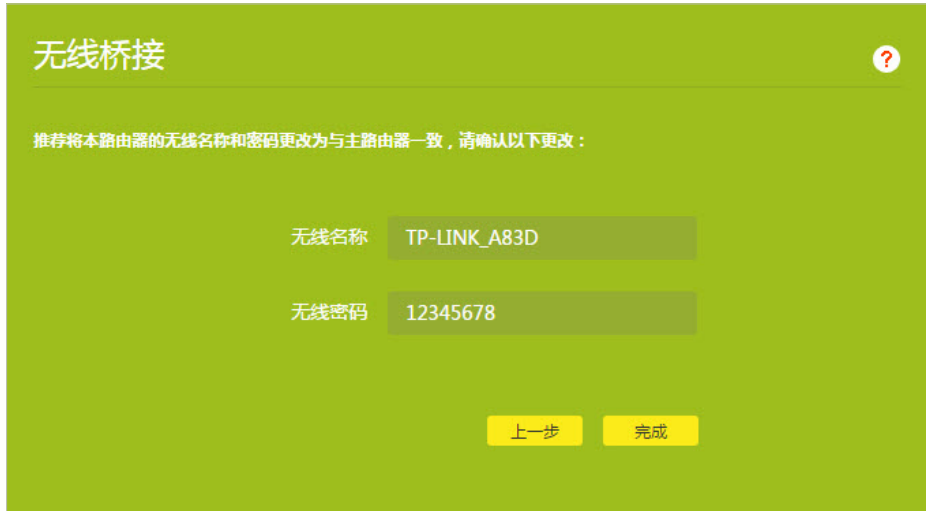 无线桥接
?
推荐将本路由器的无线名称和密码更改为与主路由器一致，请确认以下更改：
无线名称 TP-LINK_A83D
无线密码 12345678
上一步 完成